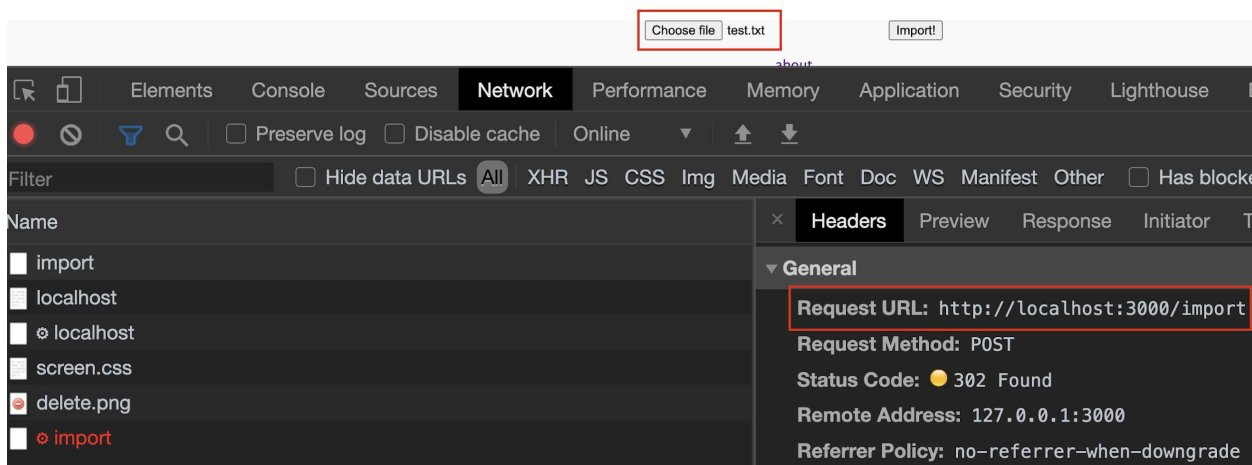 Choose file test.txt Import!
about
Elements Console Sources Network Performance Memory Application Security Lighthouse
Preserve log Disable cache Online
Filter Hide data URLs All XHR JS CSS Img Media Font Doc WS Manifest Other Has blocke
Name
import
localhost
localhost
screen.css
delete.png
import
× Headers Preview Response Initiator
General
Request URL: http://localhost:3000/import
Request Method: POST
Status Code: 302 Found
Remote Address: 127.0.0.1:3000
Referrer Policy: no-referrer-when-downgrade